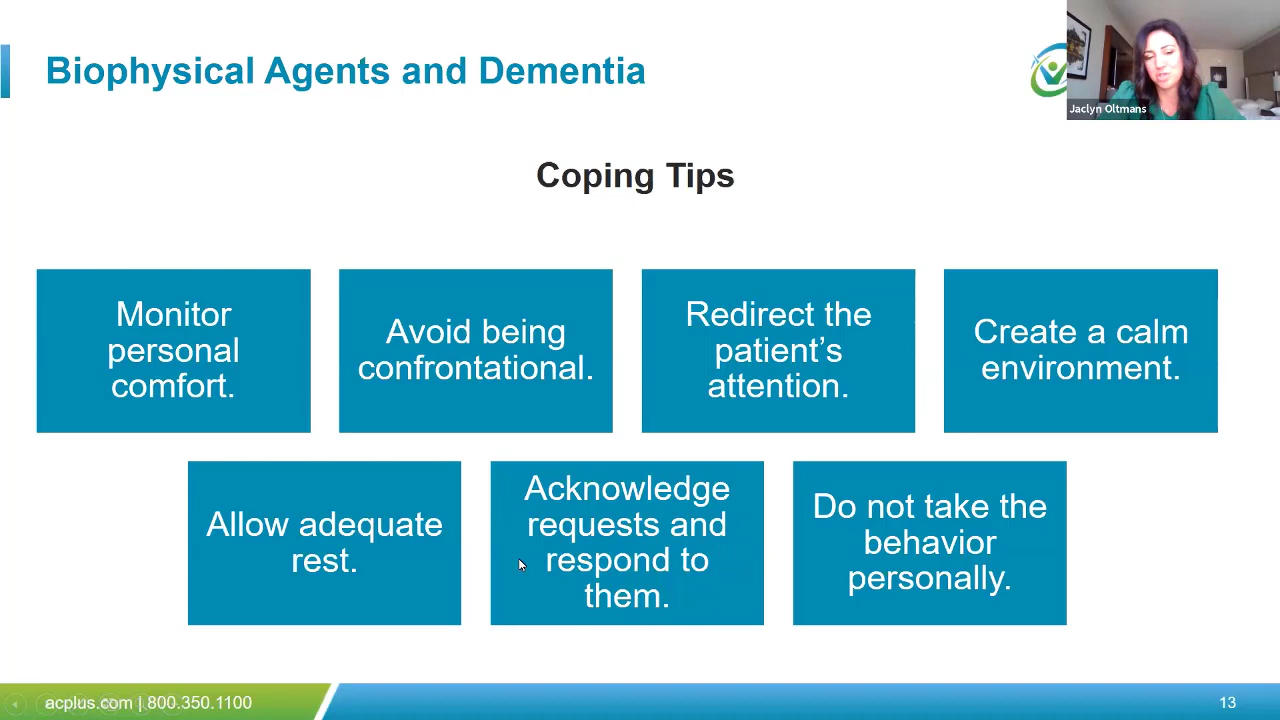 Biophysical Agents and Dementia
Jaclyn Oltmans
Coping Tips
Monitor
personal
comfort.
Avoid being
confrontational.
Redirect the
patient’s
attention.
Create a calm
environment.
Allow adequate
rest.
Acknowledge
requests and
respond to
them.
Do not take the
behavior
personally.
acplus.com | 800.350.1100
13